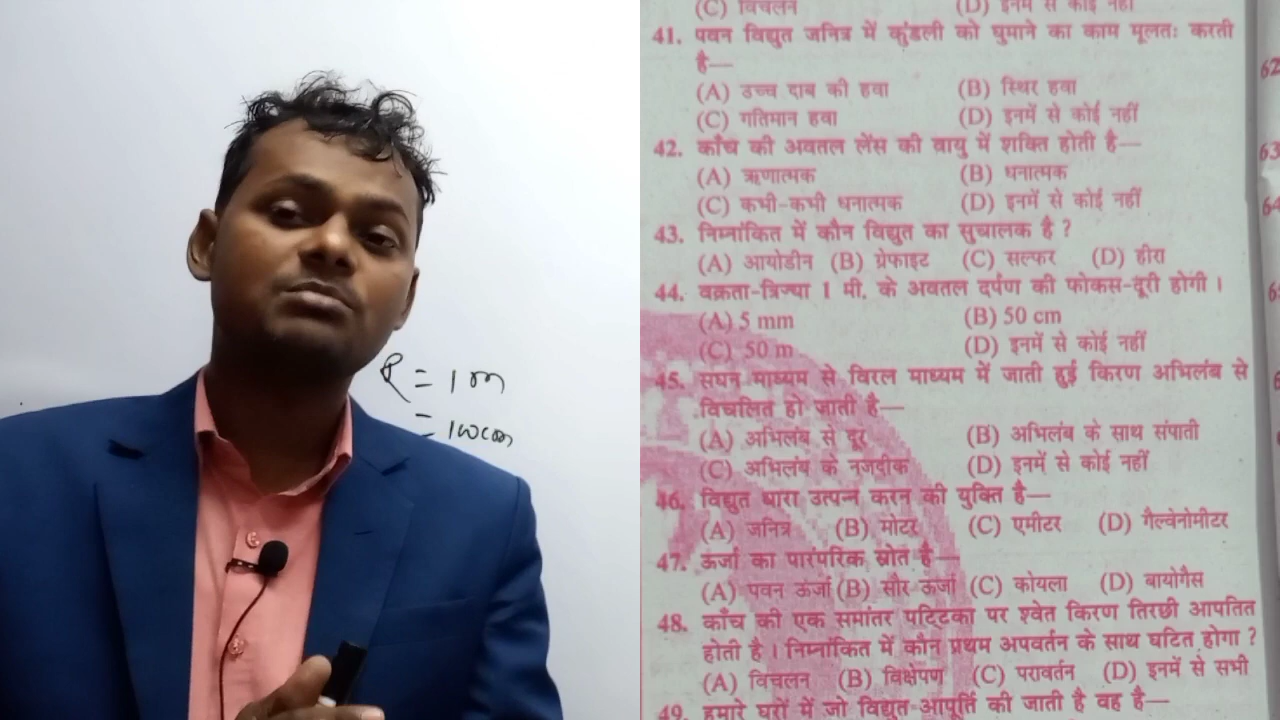 R = 1 m
= 100cm
(C) विचलन (D) इनमें से कोई नहीं
41. पवन विद्युत जनित्र में कुंडली को घुमाने का काम मूलतः करती
है—
(A) उच्च दाब की हवा (B) स्थिर हवा
(C) गतिमान हवा (D) इनमें से कोई नहीं
42. काँच की अवतल लेंस की वायु में शक्ति होती है—
(A) ऋणात्मक (B) धनात्मक
(C) कभी-कभी धनात्मक (D) इनमें से कोई नहीं
43. निम्नांकित में कौन विद्युत का सुचालक है ?
(A) आयोडीन (B) ग्रेफाइट (C) सल्फर (D) हीरा
44. वक्रता-त्रिज्या 1 मी. के अवतल दर्पण की फोकस-दूरी होगी ।
(A) 5 mm (B) 50 cm
(C) 50 m (D) इनमें से कोई नहीं
45. सघन माध्यम से विरल माध्यम में जाती हुई किरण अभिलंब से
विचलित हो जाती है—
(A) अभिलंब से दूर (B) अभिलंब के साथ संपाती
(C) अभिलंब के नजदीक (D) इनमें से कोई नहीं
46. विद्युत धारा उत्पन्न करने की युक्ति है—
(A) जनित्र (B) मोटर (C) एमीटर (D) गैल्वेनोमीटर
47. ऊर्जा का पारंपरिक स्रोत है—
(A) पवन ऊर्जा (B) सौर ऊर्जा (C) कोयला (D) बायोगैस
48. काँच की एक समांतर पट्टिका पर श्वेत किरण तिरछी आपतित
होती है । निम्नांकित में कौन प्रथम अपवर्तन के साथ घटित होगा ?
(A) विचलन (B) विक्षेपण (C) परावर्तन (D) इनमें से सभी
49. हमारे घरों में जो विद्युत आपूर्ति की जाती है वह है—
62
63
64